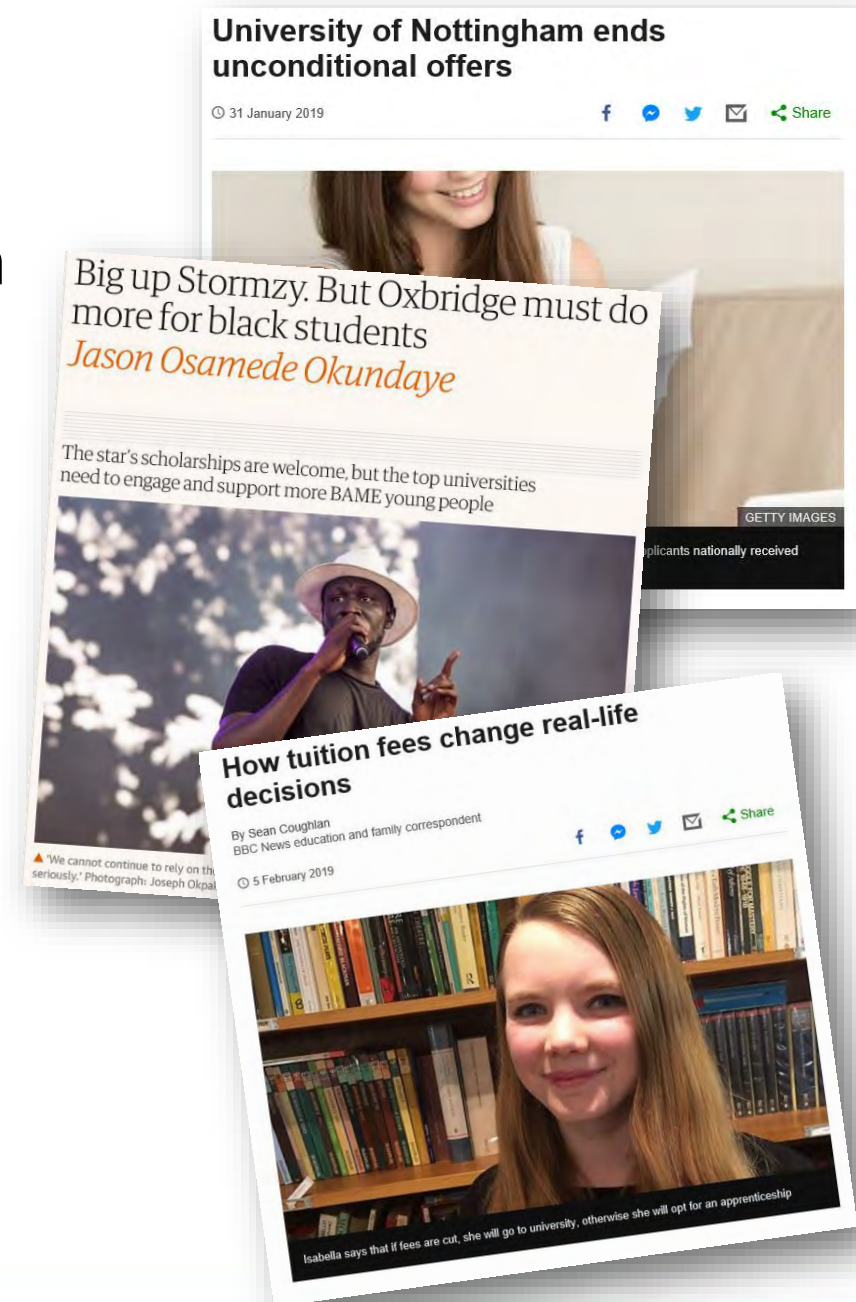 University of Nottingham ends
unconditional offers
31 January 2019
Share
GETTY IMAGES
applicants nationally received
Big up Stormzy. But Oxbridge must do
more for black students
Jason Osamede Okundaye
The star's scholarships are welcome, but the top universities
need to engage and support more BAME young people
'We cannot continue to rely on
seriously.' Photograph: Joseph
How tuition fees change real-life
decisions
By Sean Coughlan
BBC News education and family correspondent
5 February 2019
Share
Isabella says that if fees are cut, she will go to university, otherwise she will opt for an apprenticeship